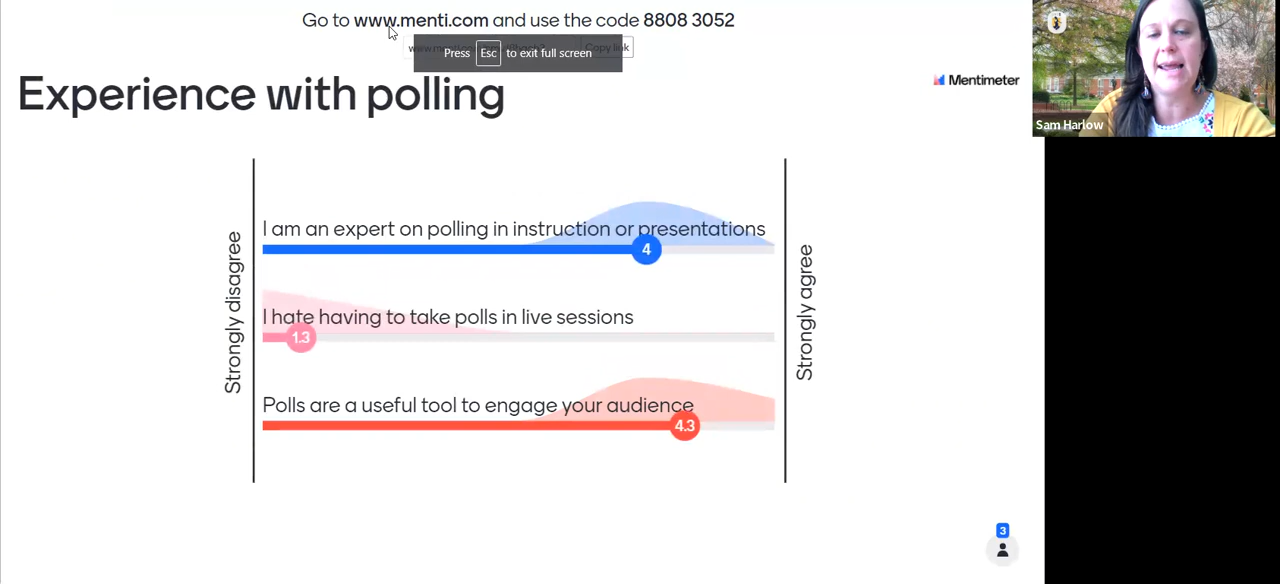 Go to www.menti.com and use the code 8808 3052
Copy link
Press Esc to exit full screen
Experience with polling
Mentimeter
Sam Harlow
Strongly disagree
I am an expert on polling in instruction or presentations
4
I hate having to take polls in live sessions
1.3
Polls are a useful tool to engage your audience
4.3
Strongly agree
3